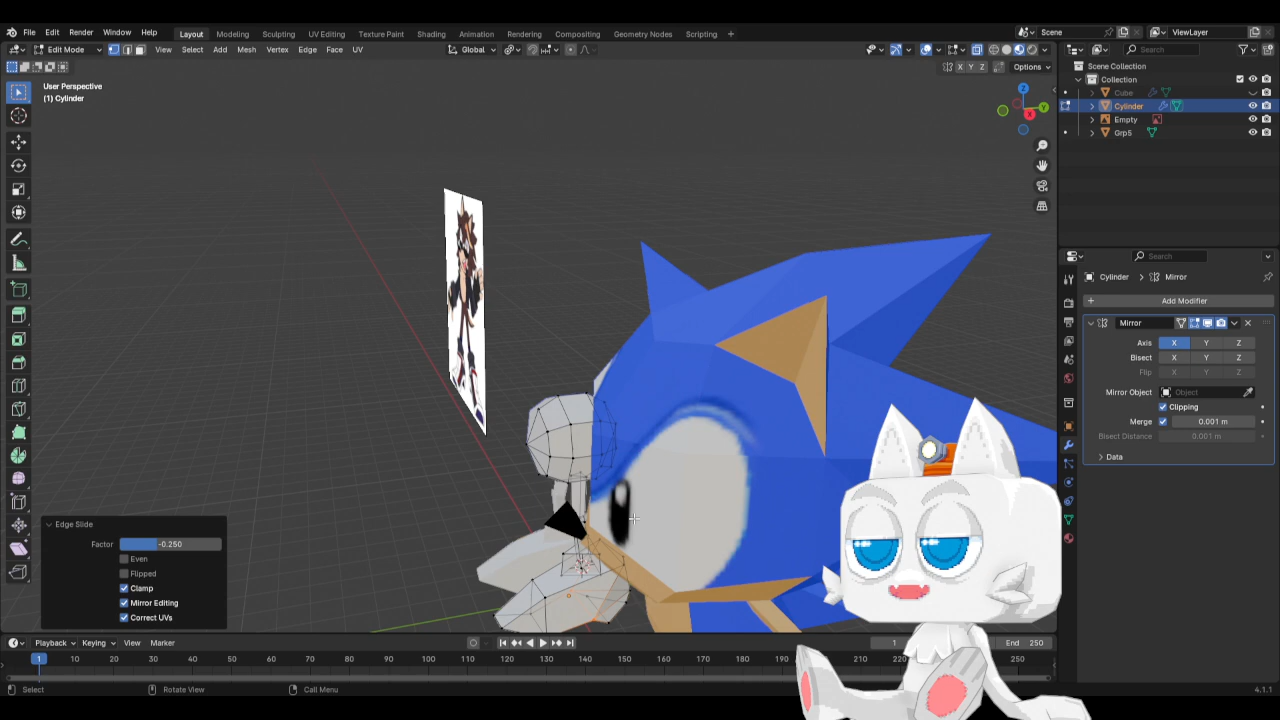 File Edit Render Window Help Layout Modeling Sculpting UV Editing Texture Paint Shading Animation Rendering Compositing Geometry Nodes Scripting + Scene ViewLayer
Edit Mode View Select Add Mesh Vertex Edge Face UV Global Search
X Y Z Options
User Perspective
(1) Cylinder
Scene Collection
Collection
Cube
Cylinder
Empty
Grp5
Z
Y
X
Search
Cylinder Mirror
+ Add Modifier
Mirror
Axis X Y Z
Bisect X Y Z
Flip X Y Z
Mirror Object Object
Clipping
Merge 0.001 m
Bisect Distance 0.001 m
Data
Edge Slide
Factor -0.250
Even
Flipped
Clamp
Mirror Editing
Correct UVs
Playback Keying View Marker 1 End 250
1 10 20 30 40 50 60 70 80 90 100 110 120 130 140 150 160 170 180 190 200 210 250
Select Rotate View Call Menu 4.1.1